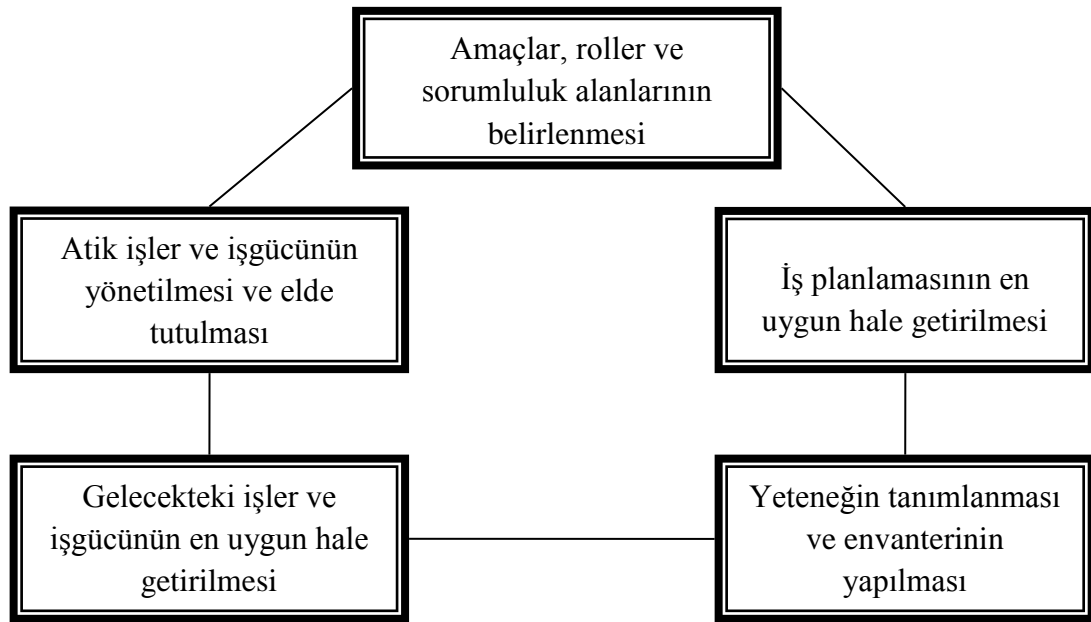 Amaçlar, roller ve
sorumluluk alanlarının
belirlenmesi
Atik işler ve işgücünün
yönetilmesi ve elde
tutulması
İş planlamasının en
uygun hale getirilmesi
Gelecekteki işler ve
işgücünün en uygun hale
getirilmesi
Yeteneğin tanımlanması
ve envanterinin
yapılması